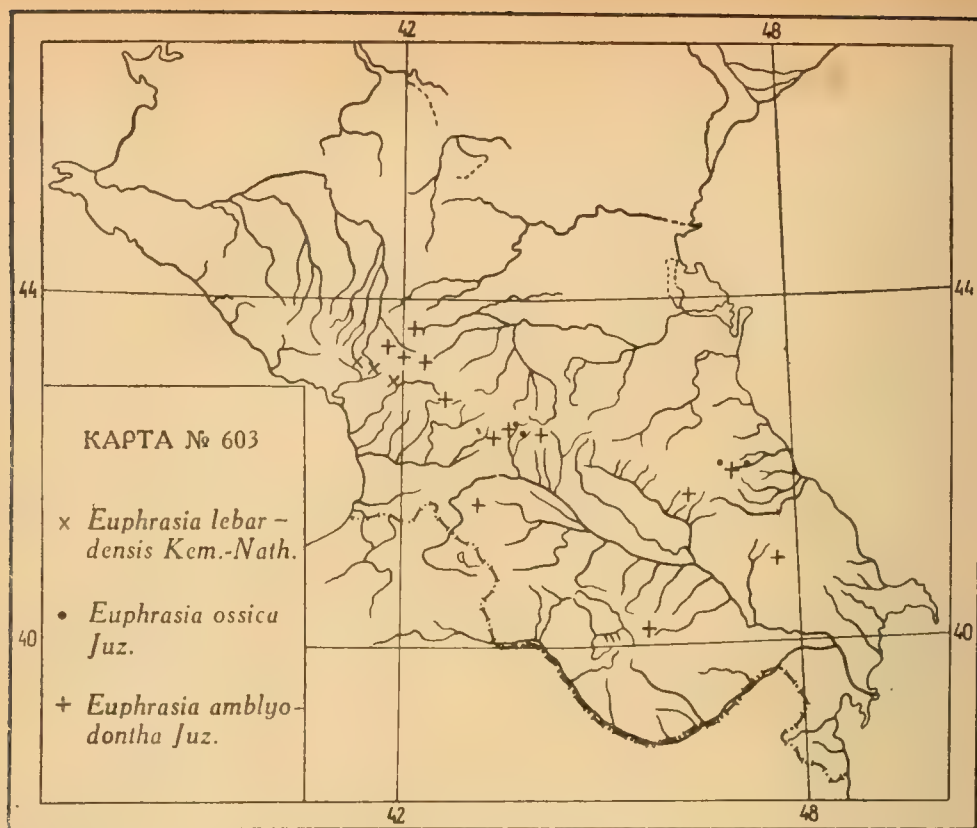 42 48
44 44
КАРТА № 603
× Euphrasia lebar-
densis Kem.-Nath.
• Euphrasia ossica
Juz.
+ Euphrasia amblyo-
dontha Juz.
40 40
42 48